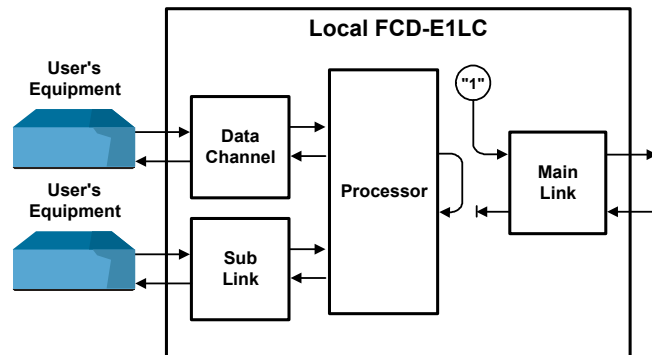 Local FCD-E1LC
User's
Equipment
"1"
Data
Channel
Processor
Main
Link
User's
Equipment
Sub
Link